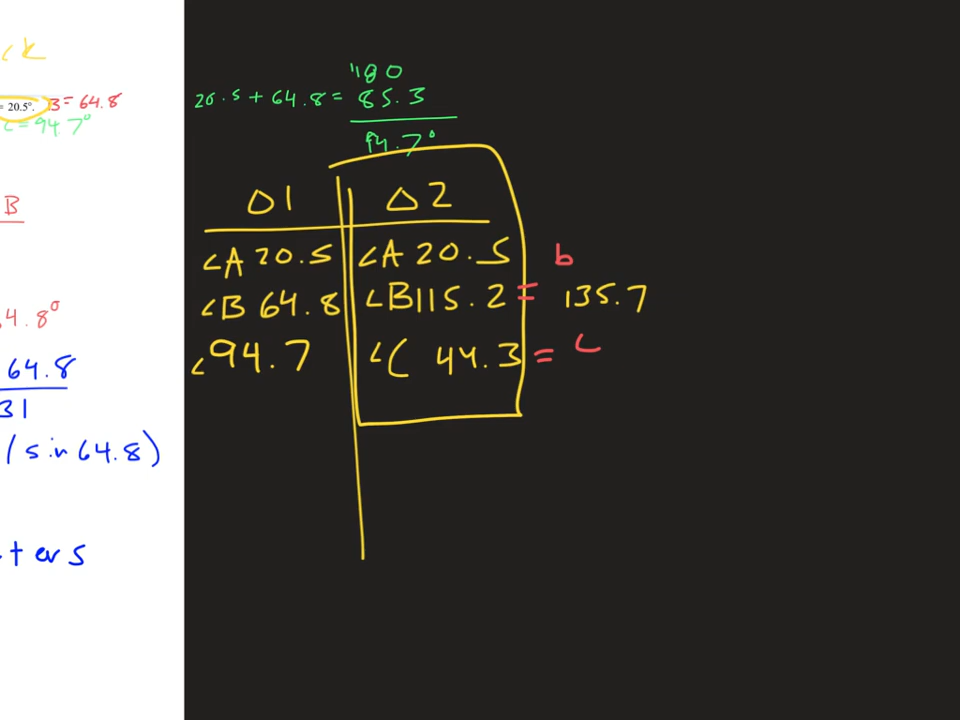 ck
= 20.5°. B = 64.8
C = 94.7°
B
64.8°
64.8
31
(sin 64.8)
ters
180
20.5 + 64.8 = 85.3
94.7°
△1 △2
∠A 20.5 ∠A 20.5 b
∠B 64.8 ∠B 115.2 = 135.7
∠94.7 ∠C 44.3 = c